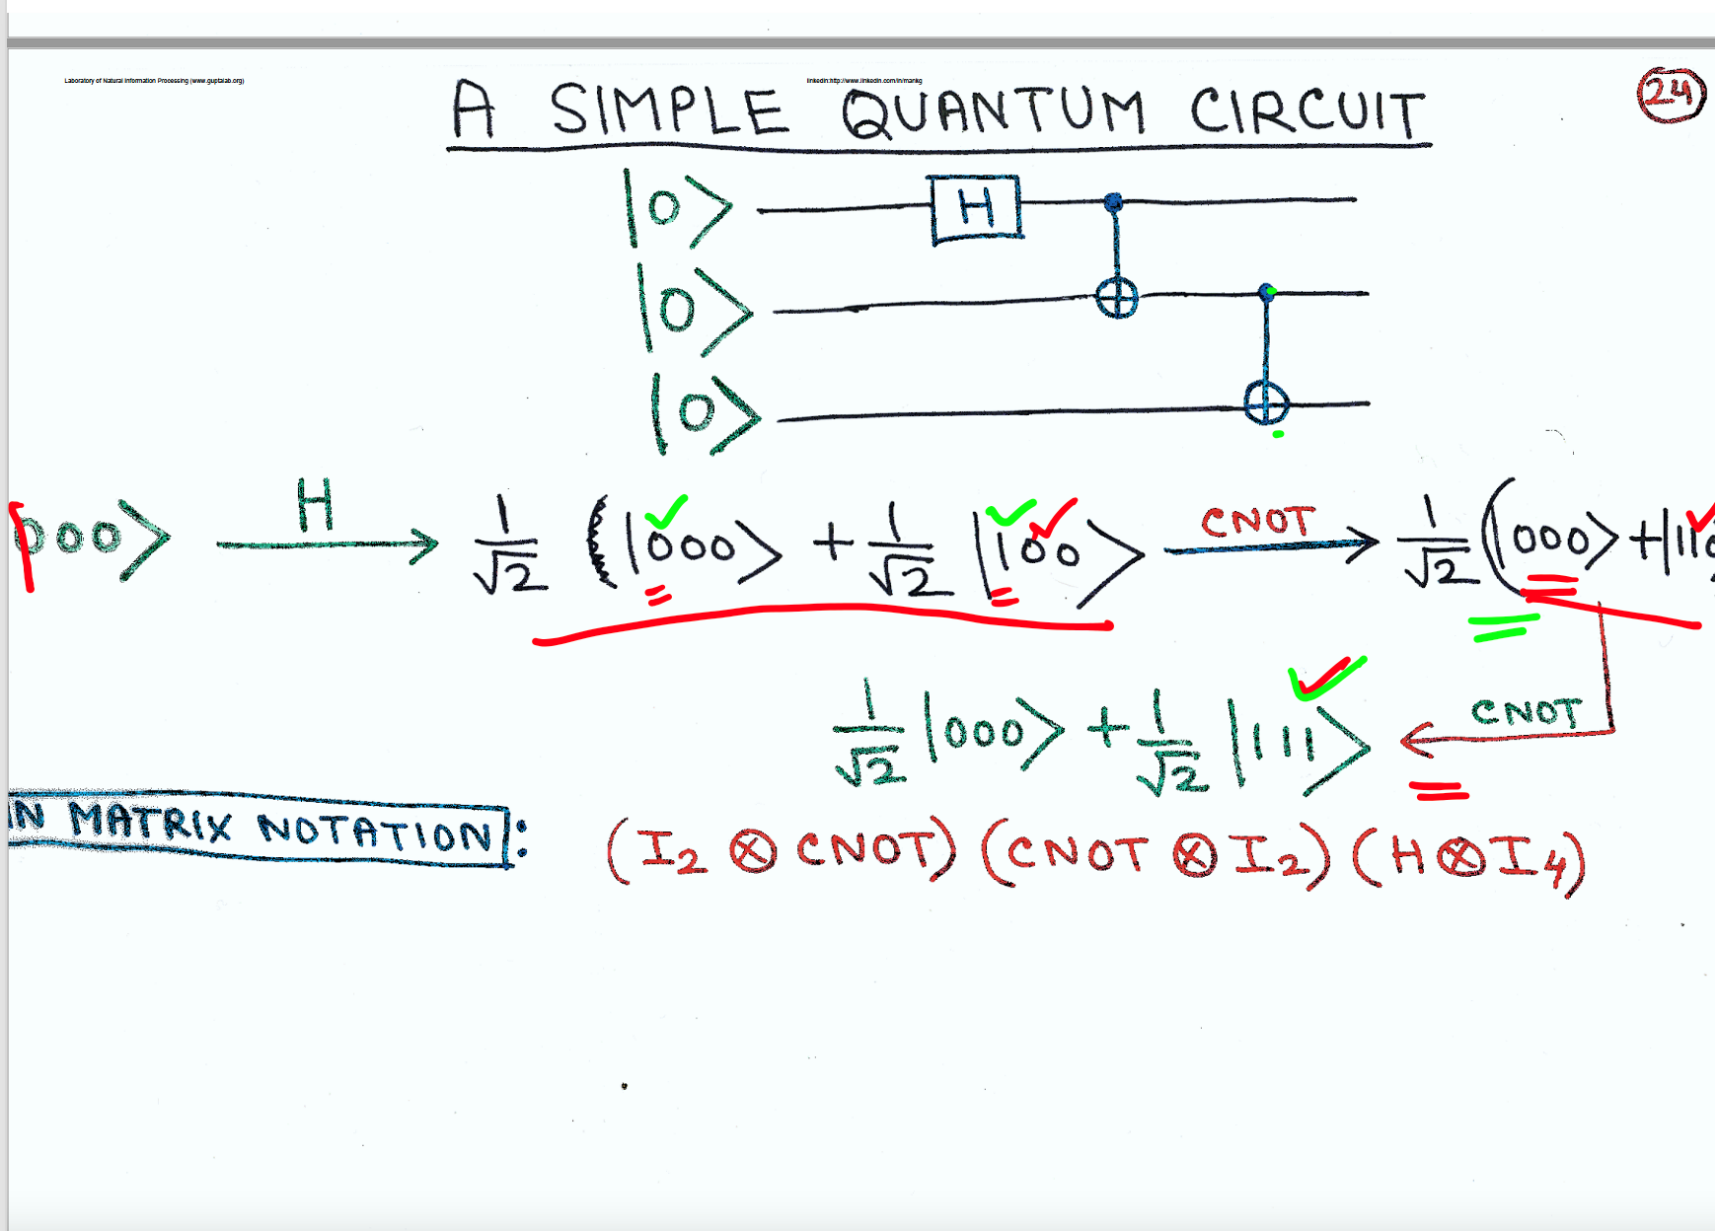 Laboratory of Natural Information Processing (www.guptalab.org)
linkedin:http://www.linkedin.com/in/mankg
A SIMPLE QUANTUM CIRCUIT
24
|0⟩
H
|0⟩
|0⟩
|000⟩ H → 1/√2 (|000⟩ + 1/√2 |100⟩ CNOT → 1/√2 (|000⟩ + |110
1/√2 |000⟩ + 1/√2 |111⟩ ← CNOT
IN MATRIX NOTATION: (I₂ ⊗ CNOT) (CNOT ⊗ I₂) (H ⊗ I₄)